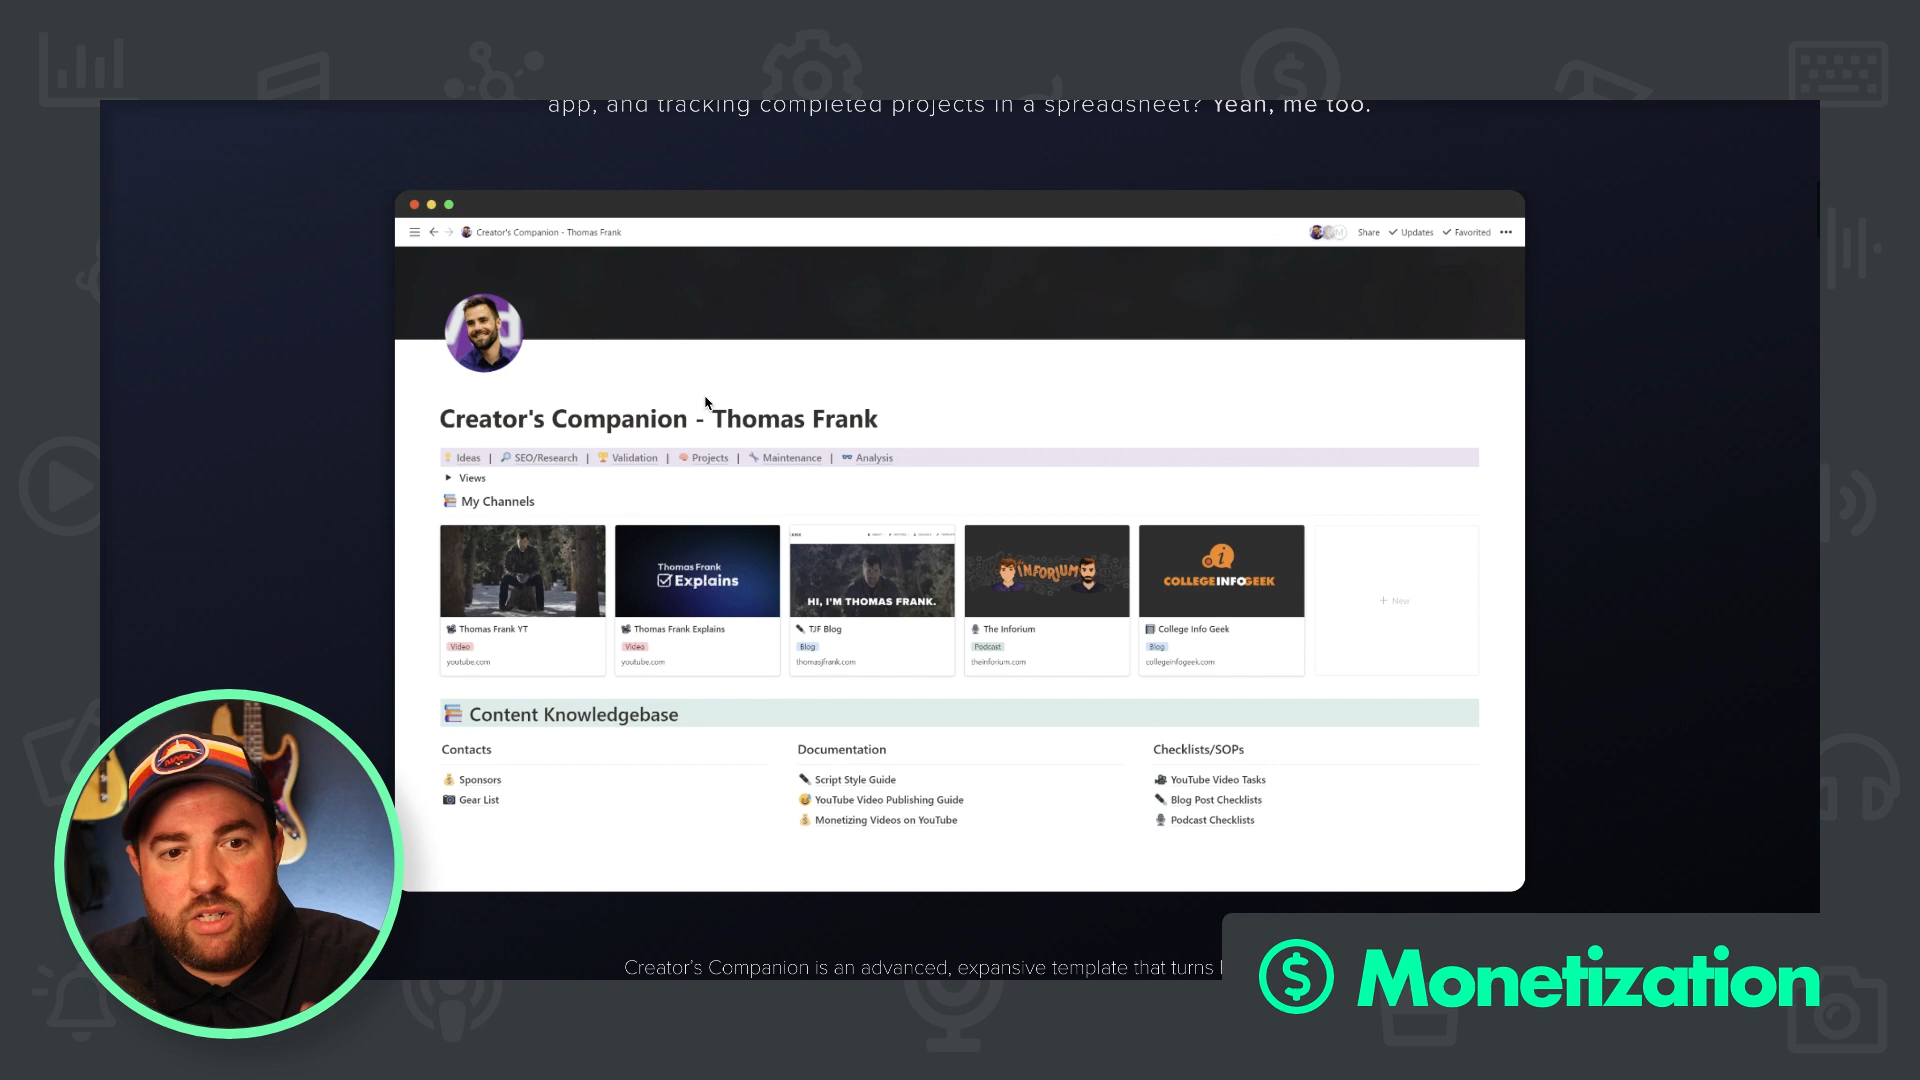 app, and tracking completed projects in a spreadsheet? Yeah, me too.
Creator's Companion - Thomas Frank
Share ✓ Updates ✓ Favorited •••
Creator's Companion - Thomas Frank
Ideas | SEO/Research | Validation | Projects | Maintenance | Analysis
Views
My Channels
Thomas Frank
Explains
HI, I'M THOMAS FRANK.
INFORIUM
COLLEGE INFO GEEK
+ New
Thomas Frank YT
Video
youtube.com
Thomas Frank Explains
Video
youtube.com
TJF Blog
Blog
thomasjfrank.com
The Inforium
Podcast
theinforium.com
College Info Geek
Blog
collegeinfogeek.com
Content Knowledgebase
Contacts
Sponsors
Gear List
Documentation
Script Style Guide
YouTube Video Publishing Guide
Monetizing Videos on YouTube
Checklists/SOPs
YouTube Video Tasks
Blog Post Checklists
Podcast Checklists
NASA
Creator's Companion is an advanced, expansive template that turns
$ Monetization